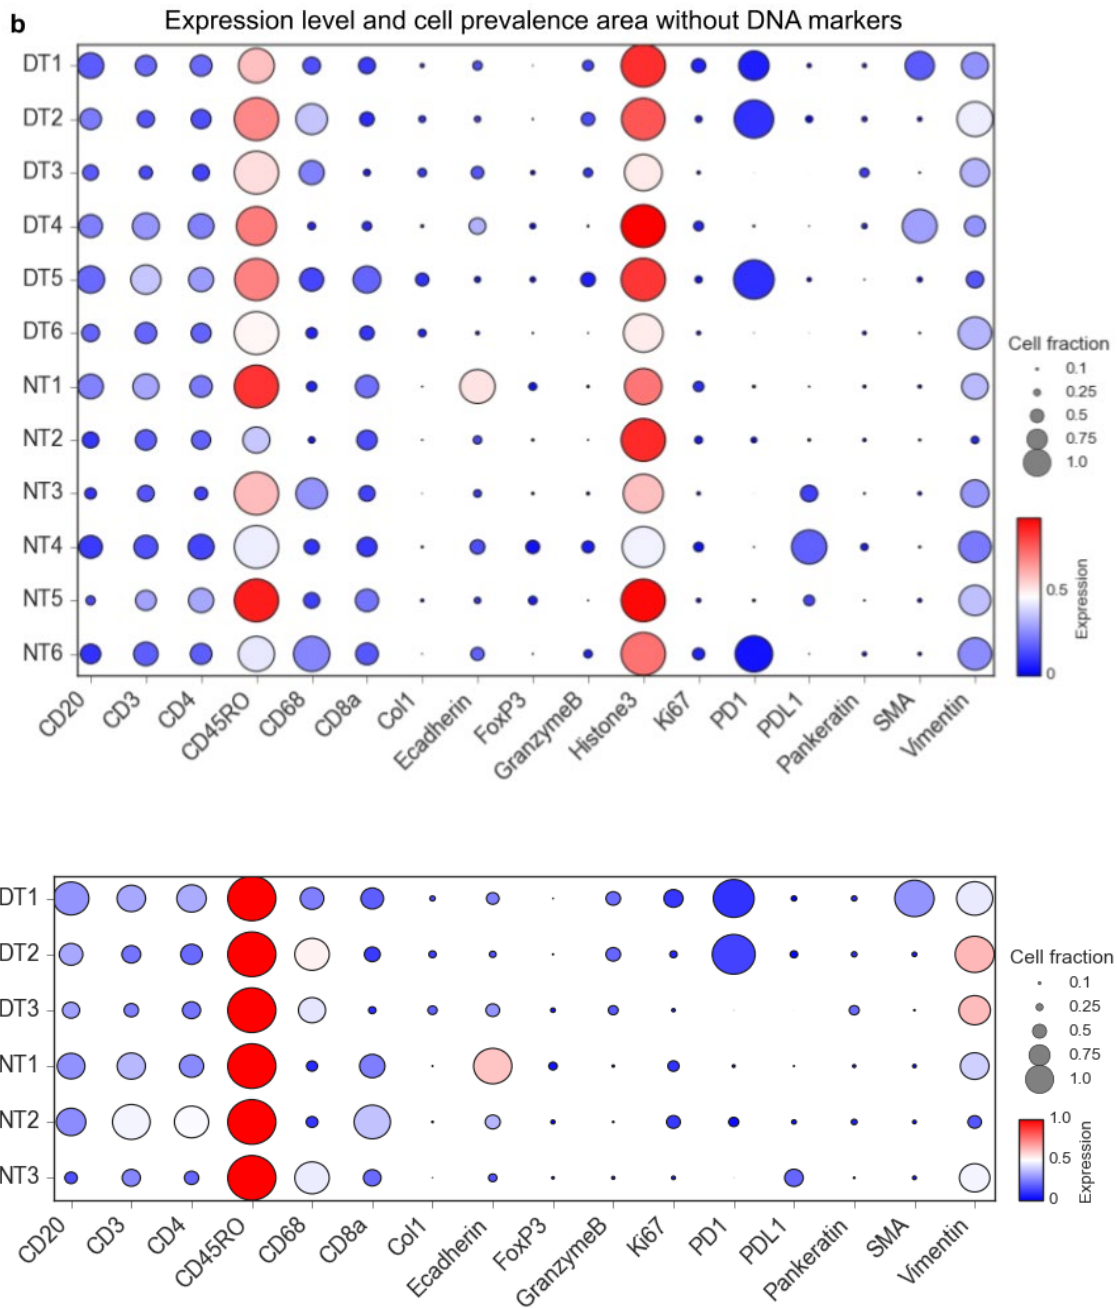 b Expression level and cell prevalence area without DNA markers
DT1
DT2
DT3
DT4
DT5
DT6
NT1
NT2
NT3
NT4
NT5
NT6
Cell fraction
0.1
0.25
0.5
0.75
1.0
0.5
0
Expression
CD20 CD3 CD4 CD45RO CD68 CD8a Col1 Ecadherin FoxP3 GranzymeB Histone3 Ki67 PD1 PDL1 Pankeratin SMA Vimentin
DT1
DT2
DT3
NT1
NT2
NT3
Cell fraction
0.1
0.25
0.5
0.75
1.0
1.0
0.5
0
Expression
CD20 CD3 CD4 CD45RO CD68 CD8a Col1 Ecadherin FoxP3 GranzymeB Ki67 PD1 PDL1 Pankeratin SMA Vimentin